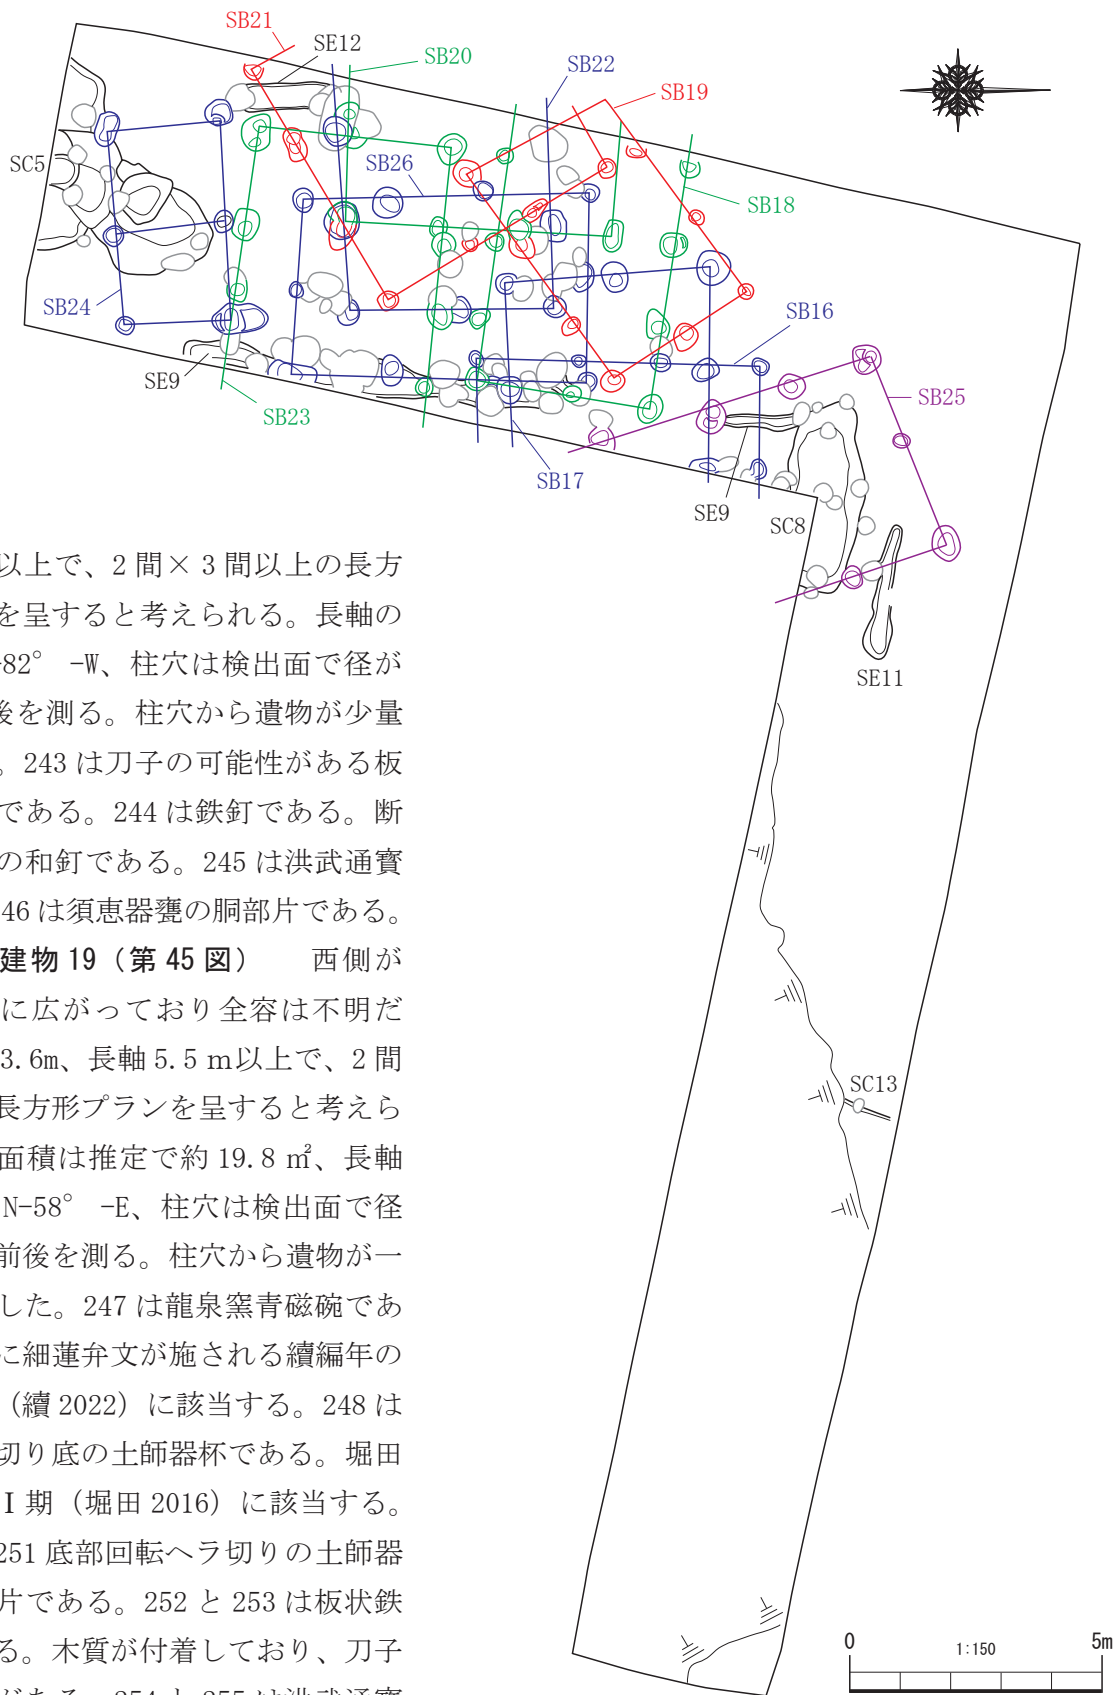 SB21
SE12
SB20
SB22
SB19
SC5
SB26
SB18
SB24
SB16
SE9
SB23
SB25
SB17
SE9
SC8
SE11
SC13
以上で、2 間× 3 間以上の長方
を呈すると考えられる。長軸の
82° -W、柱穴は検出面で径が
後を測る。柱穴から遺物が少量
。243 は刀子の可能性がある板
である。244 は鉄釘である。断
の和釘である。245 は洪武通寳
46 は須恵器甕の胴部片である。
建物 19（第 45 図）　西側が
に広がっており全容は不明だ
3.6m、長軸 5.5 ｍ以上で、2 間
長方形プランを呈すると考えら
面積は推定で約 19.8 ㎡、長軸
N-58° -E、柱穴は検出面で径
前後を測る。柱穴から遺物が一
した。247 は龍泉窯青磁碗であ
に細蓮弁文が施される續編年の
（續 2022）に該当する。248 は
切り底の土師器杯である。堀田
Ⅰ期（堀田 2016）に該当する。
251 底部回転ヘラ切りの土師器
片である。252 と 253 は板状鉄
る。木質が付着しており、刀子
がある。254 と 255 は洪武通寳
0 1:150 5m